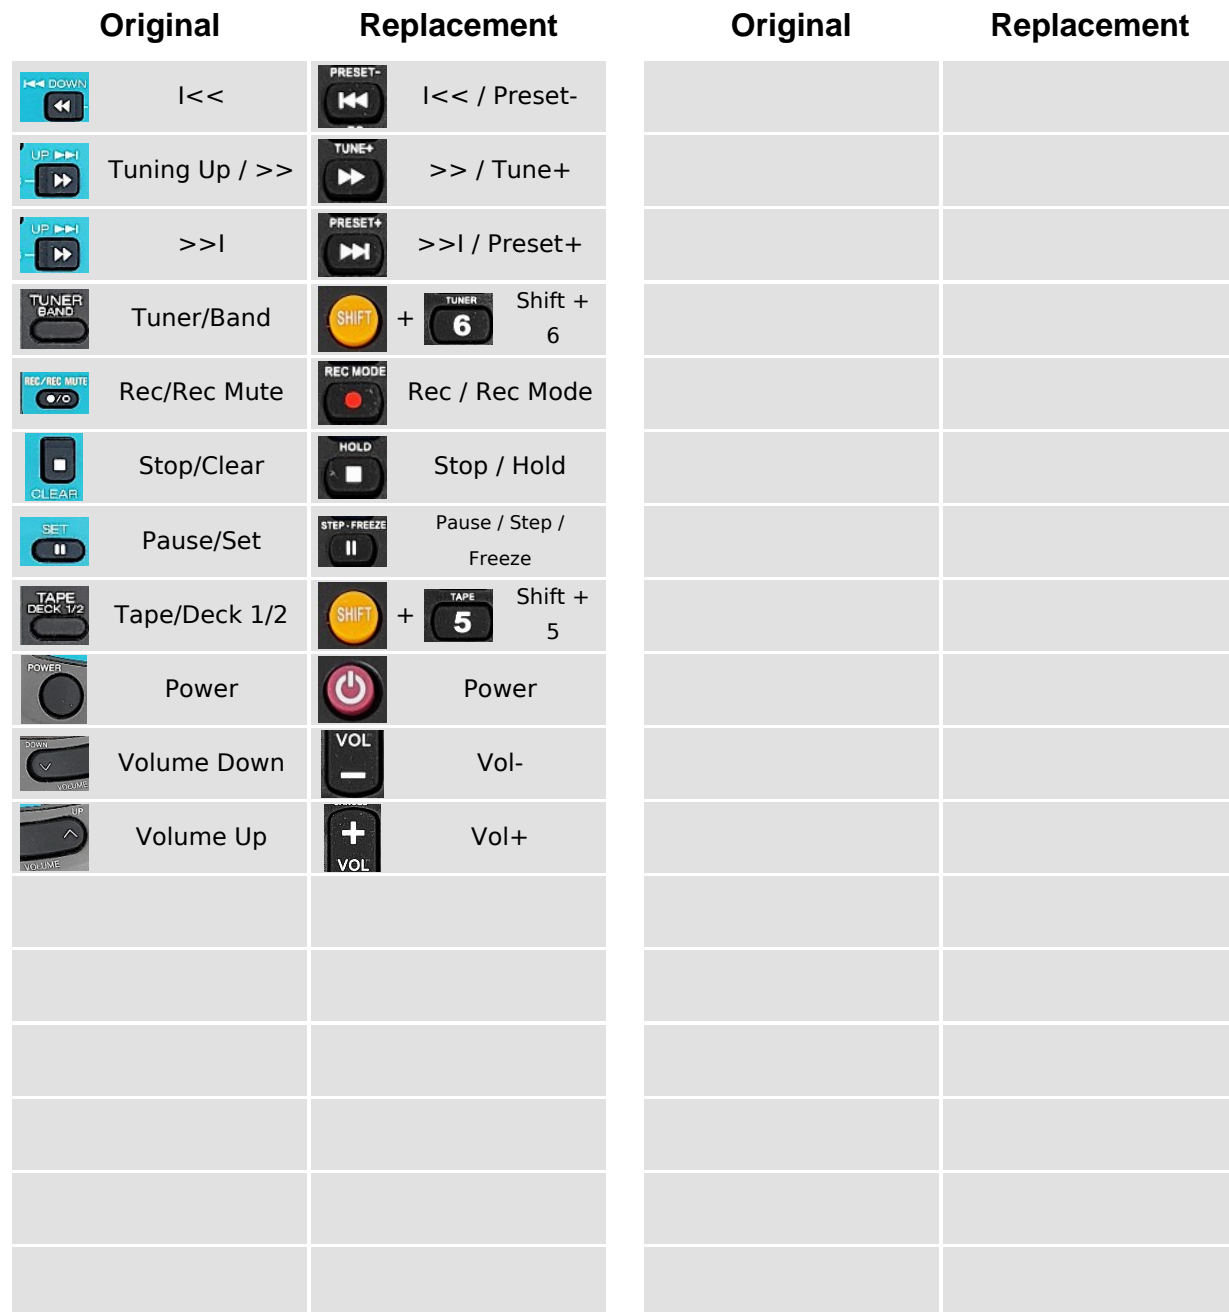 Original Replacement Original Replacement
I<< DOWN I<< PRESET- I<< / Preset-
UP >>I Tuning Up / >> TUNE+ >> / Tune+
UP >>I >>I PRESET+ >>I / Preset+
TUNER BAND Tuner/Band SHIFT + TUNER 6 Shift + 6
REC/REC MUTE Rec/Rec Mute REC MODE Rec / Rec Mode
CLEAR Stop/Clear HOLD Stop / Hold
SET Pause/Set STEP-FREEZE Pause / Step / Freeze
TAPE DECK 1/2 Tape/Deck 1/2 SHIFT + TAPE 5 Shift + 5
POWER Power Power
DOWN VOLUME Volume Down VOL − Vol-
UP VOLUME Volume Up + VOL Vol+